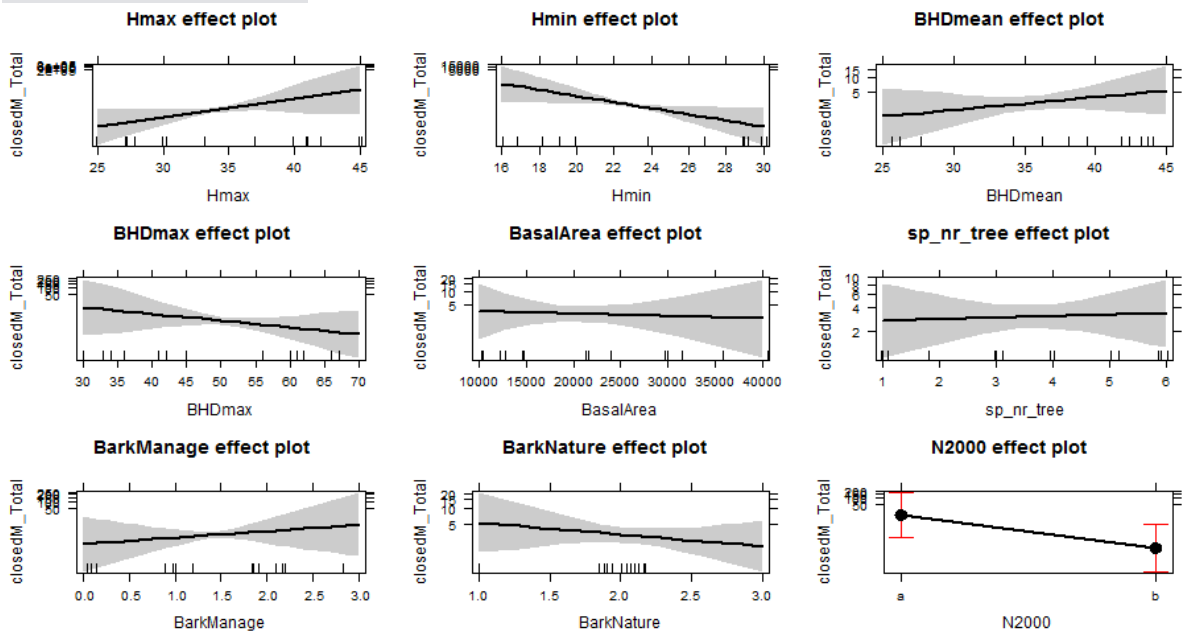 Hmax effect plot
closedM_Total
25 30 35 40 45
Hmax
Hmin effect plot
closedM_Total
15000
5000
16 18 20 22 24 26 28 30
Hmin
BHDmean effect plot
closedM_Total
15
10
5
25 30 35 40 45
BHDmean
BHDmax effect plot
closedM_Total
250
50
30 35 40 45 50 55 60 65 70
BHDmax
BasalArea effect plot
closedM_Total
20
10
5
10000 15000 20000 25000 30000 35000 40000
BasalArea
sp_nr_tree effect plot
closedM_Total
10
8
6
4
2
1 2 3 4 5 6
sp_nr_tree
BarkManage effect plot
closedM_Total
250
50
0.0 0.5 1.0 1.5 2.0 2.5 3.0
BarkManage
BarkNature effect plot
closedM_Total
20
10
5
1.0 1.5 2.0 2.5 3.0
BarkNature
N2000 effect plot
closedM_Total
200
50
a b
N2000